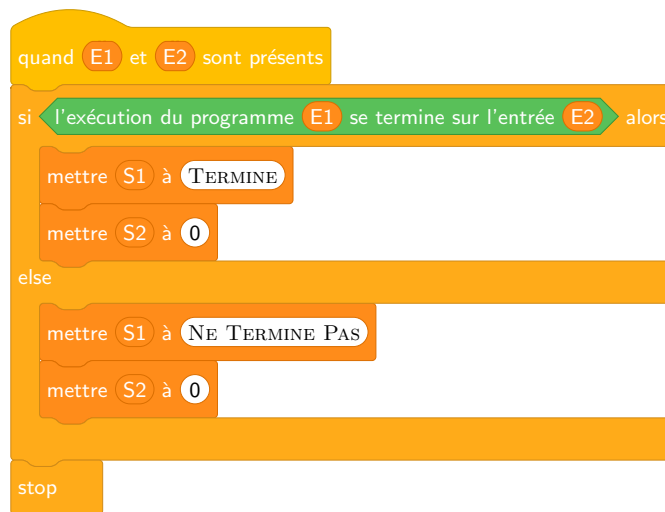 quand E1 et E2 sont présents
si l'exécution du programme E1 se termine sur l'entrée E2 alors
mettre S1 à TERMINE
mettre S2 à 0
else
mettre S1 à NE TERMINE PAS
mettre S2 à 0
stop